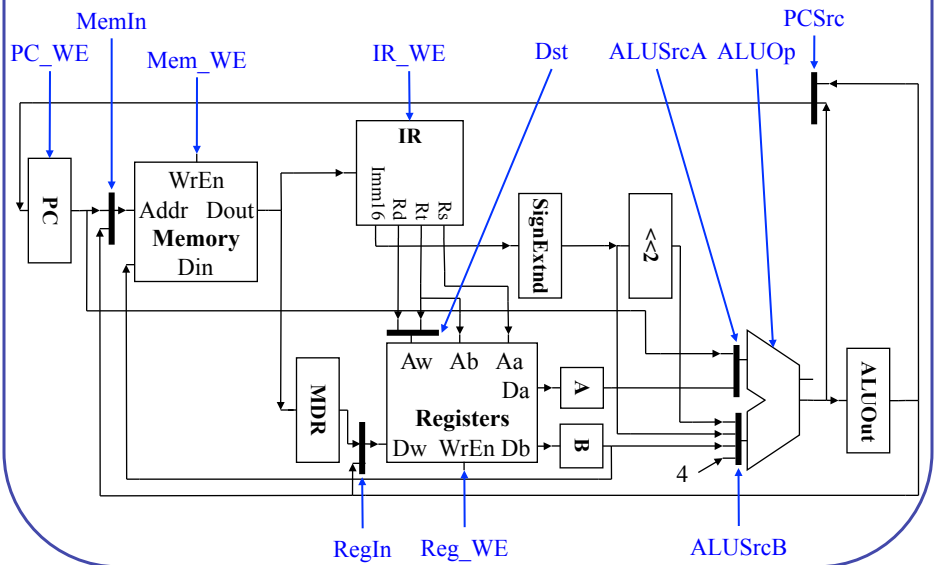 PCSrc
MemIn
PC_WE
Mem_WE
IR_WE
Dst
ALUSrcA
ALUOp
IR
Imm16
Rd
Rt
Rs
PC
WrEn
Addr Dout
Memory
Din
SignExtnd
<<2
Aw Ab Aa
Da
Registers
Dw WrEn Db
MDR
A
B
4
ALUOut
RegIn
Reg_WE
ALUSrcB